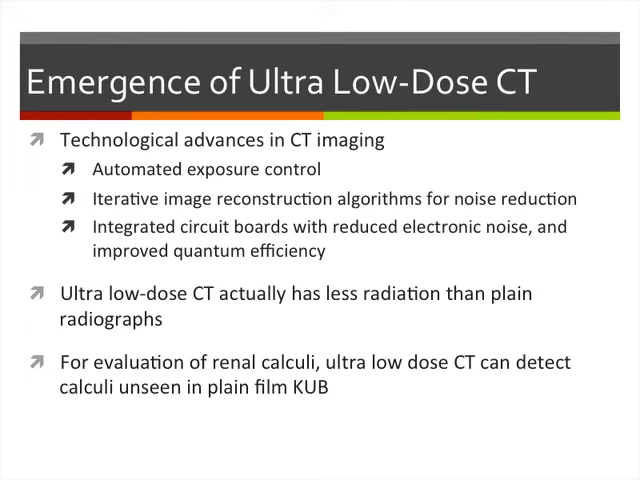 Emergence of Ultra Low-Dose CT
Technological advances in CT imaging
Automated exposure control
Iterative image reconstruction algorithms for noise reduction
Integrated circuit boards with reduced electronic noise, and
improved quantum efficiency
Ultra low-dose CT actually has less radiation than plain
radiographs
For evaluation of renal calculi, ultra low dose CT can detect
calculi unseen in plain film KUB